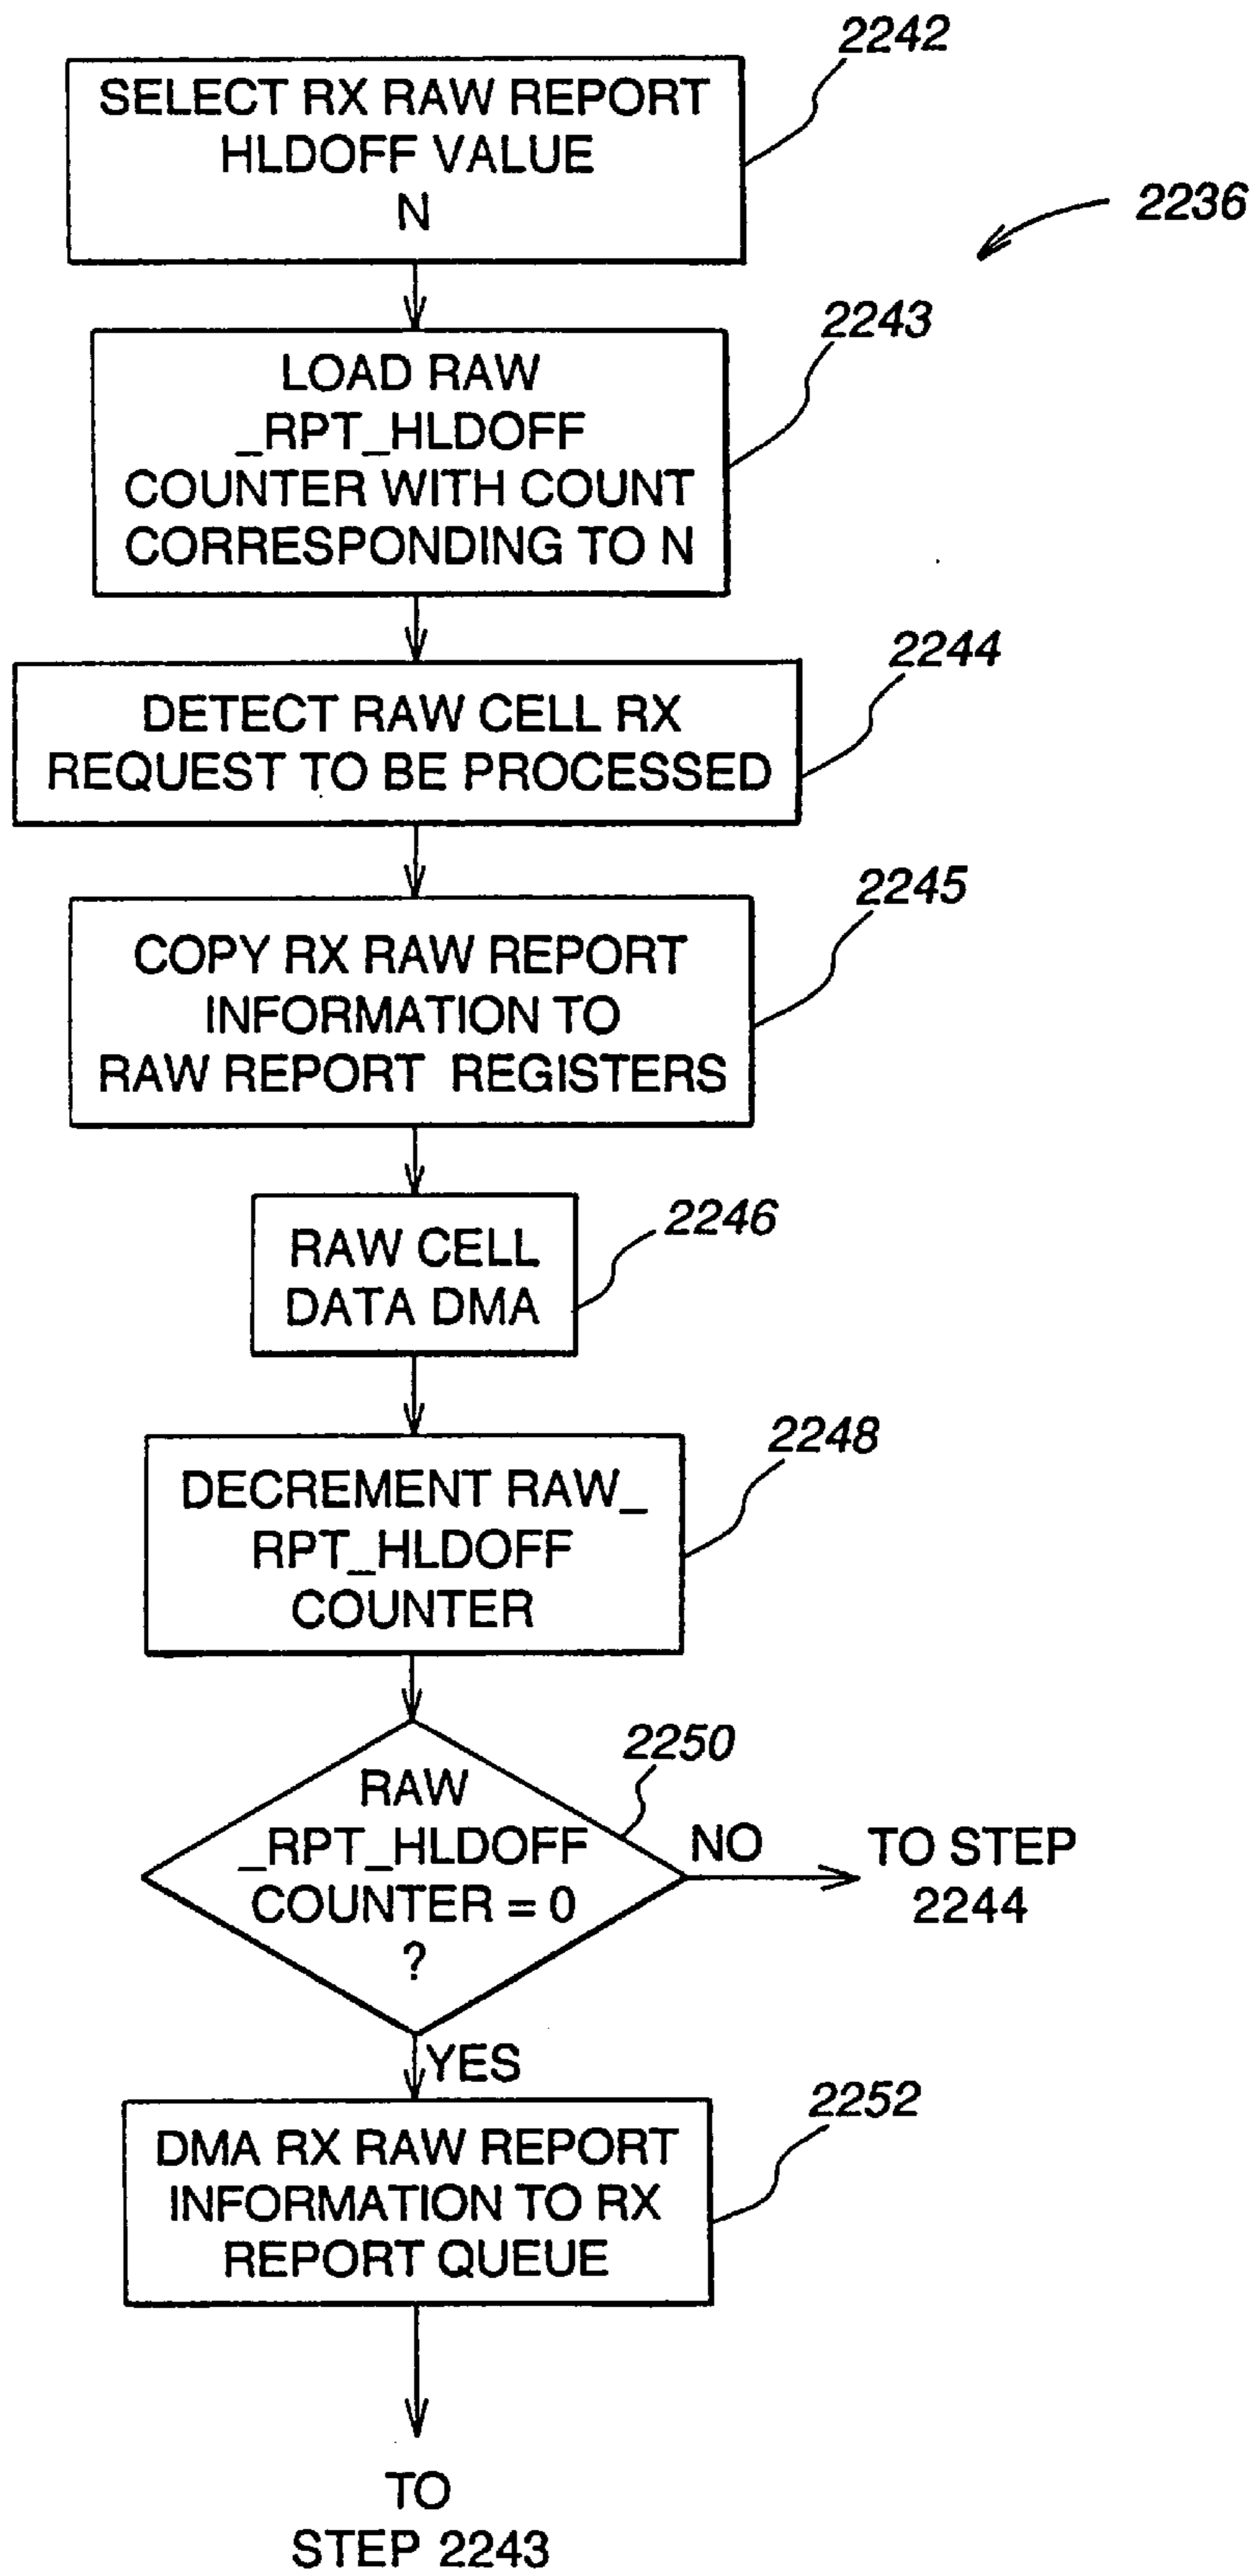 2242
SELECT RX RAW REPORT
HLDOFF VALUE
N
2236
2243
LOAD RAW
_RPT_HLDOFF
COUNTER WITH COUNT
CORRESPONDING TO N
2244
DETECT RAW CELL RX
REQUEST TO BE PROCESSED
2245
COPY RX RAW REPORT
INFORMATION TO
RAW REPORT REGISTERS
2246
RAW CELL
DATA DMA
2248
DECREMENT RAW_
RPT_HLDOFF
COUNTER
2250
RAW
_RPT_HLDOFF
COUNTER = 0
?
NO
TO STEP
2244
YES
2252
DMA RX RAW REPORT
INFORMATION TO RX
REPORT QUEUE
TO
STEP 2243